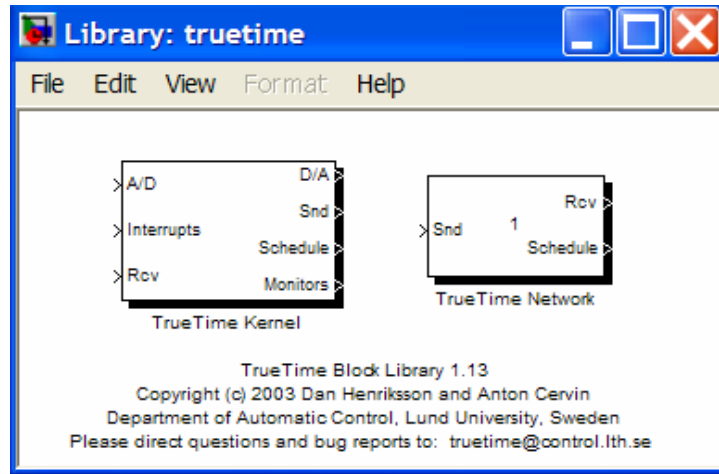 Library: truetime
File Edit View Format Help
A/D
Interrupts
Rcv
D/A
Snd
Schedule
Monitors
TrueTime Kernel
Snd
1
Rcv
Schedule
TrueTime Network
TrueTime Block Library 1.13
Copyright (c) 2003 Dan Henriksson and Anton Cervin
Department of Automatic Control, Lund University, Sweden
Please direct questions and bug reports to: truetime@control.lth.se